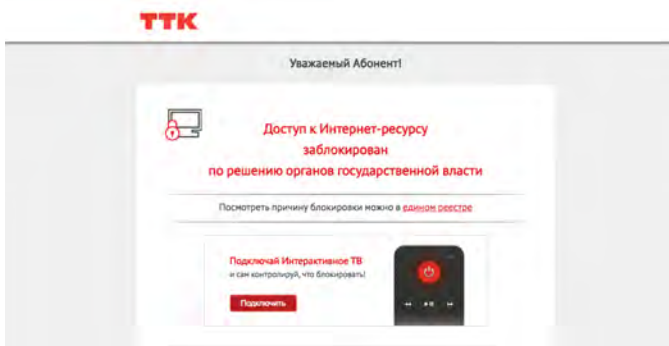 ТТК
Уважаемый Абонент!
Доступ к Интернет-ресурсу
заблокирован
по решению органов государственной власти
Посмотреть причину блокировки можно в едином реестре
Подключай Интерактивное ТВ
и сам контролируй, что блокировать!
Подключить